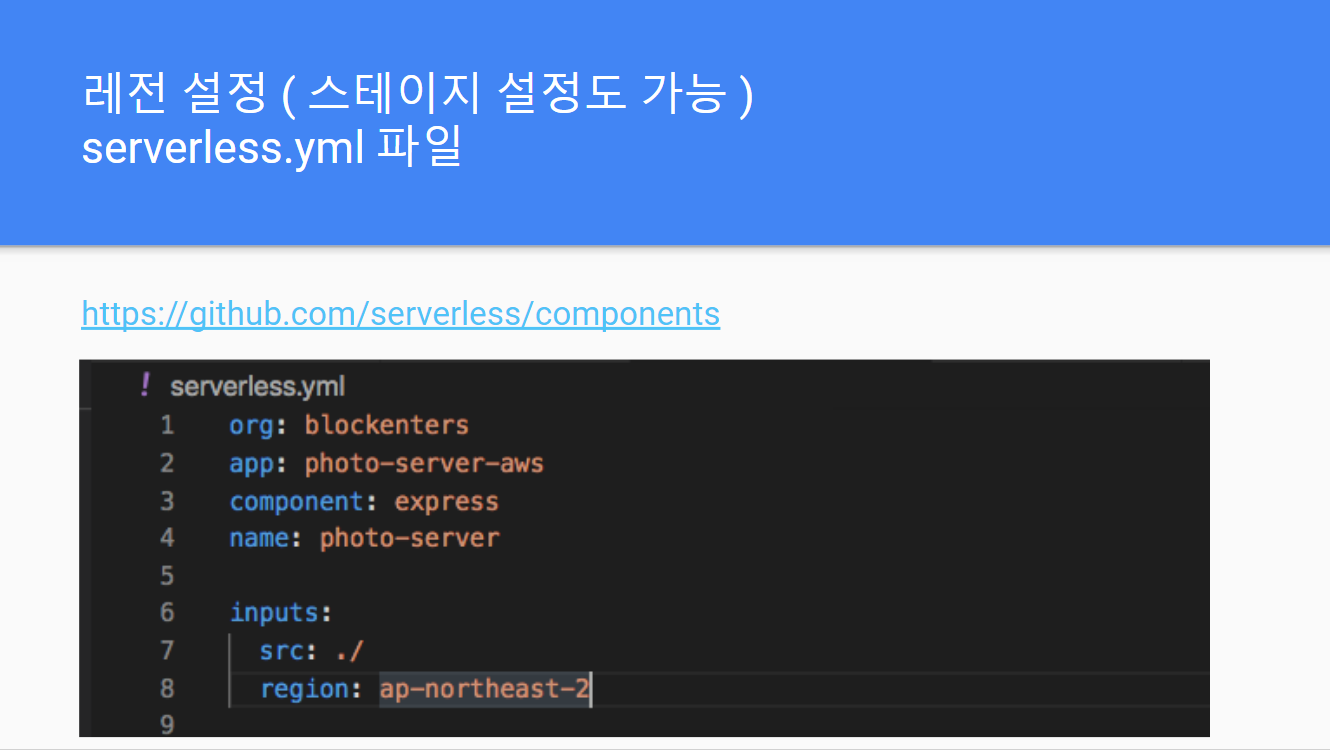 레전 설정 ( 스테이지 설정도 가능 )
serverless.yml 파일
https://github.com/serverless/components
! serverless.yml
1 org: blockenters
2 app: photo-server-aws
3 component: express
4 name: photo-server
5
6 inputs:
7 src: ./
8 region: ap-northeast-2
9